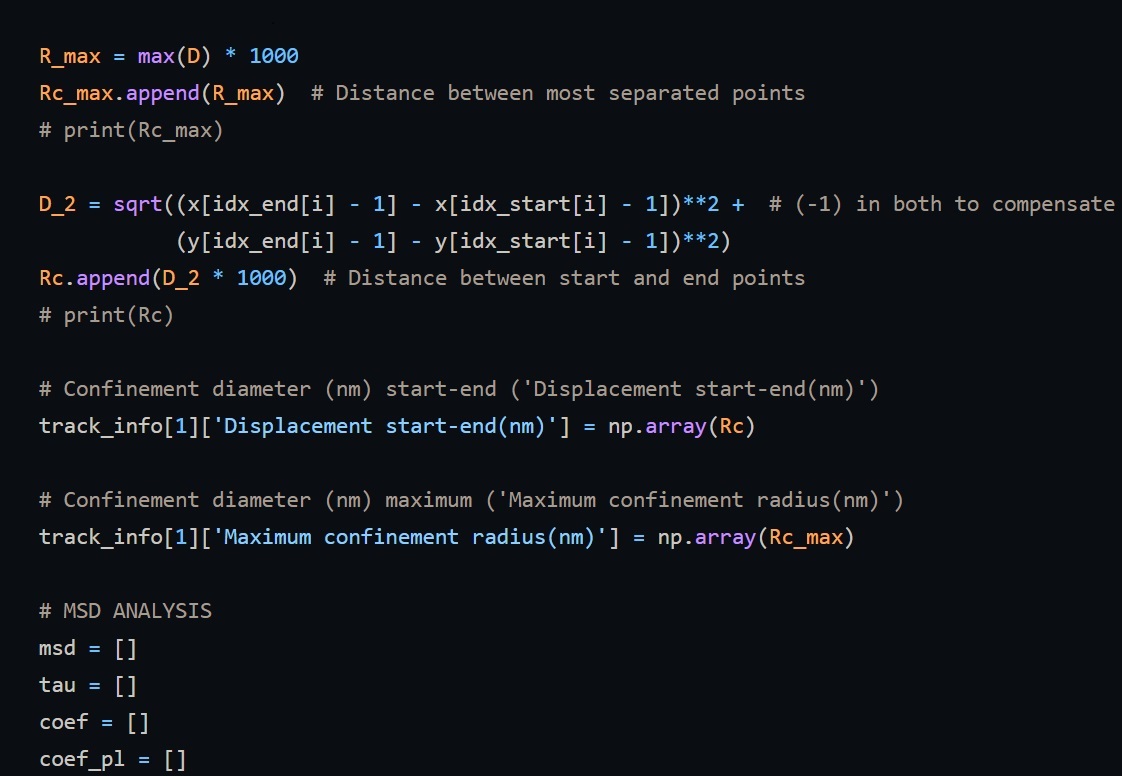 R_max = max(D) * 1000
Rc_max.append(R_max)  # Distance between most separated points
# print(Rc_max)
D_2 = sqrt((x[idx_end[i] - 1] - x[idx_start[i] - 1])**2 +  # (-1) in both to compensate
(y[idx_end[i] - 1] - y[idx_start[i] - 1])**2)
Rc.append(D_2 * 1000)  # Distance between start and end points
# print(Rc)
# Confinement diameter (nm) start-end ('Displacement start-end(nm)')
track_info[1]['Displacement start-end(nm)'] = np.array(Rc)
# Confinement diameter (nm) maximum ('Maximum confinement radius(nm)')
track_info[1]['Maximum confinement radius(nm)'] = np.array(Rc_max)
# MSD ANALYSIS
msd = []
tau = []
coef = []
coef_pl = []